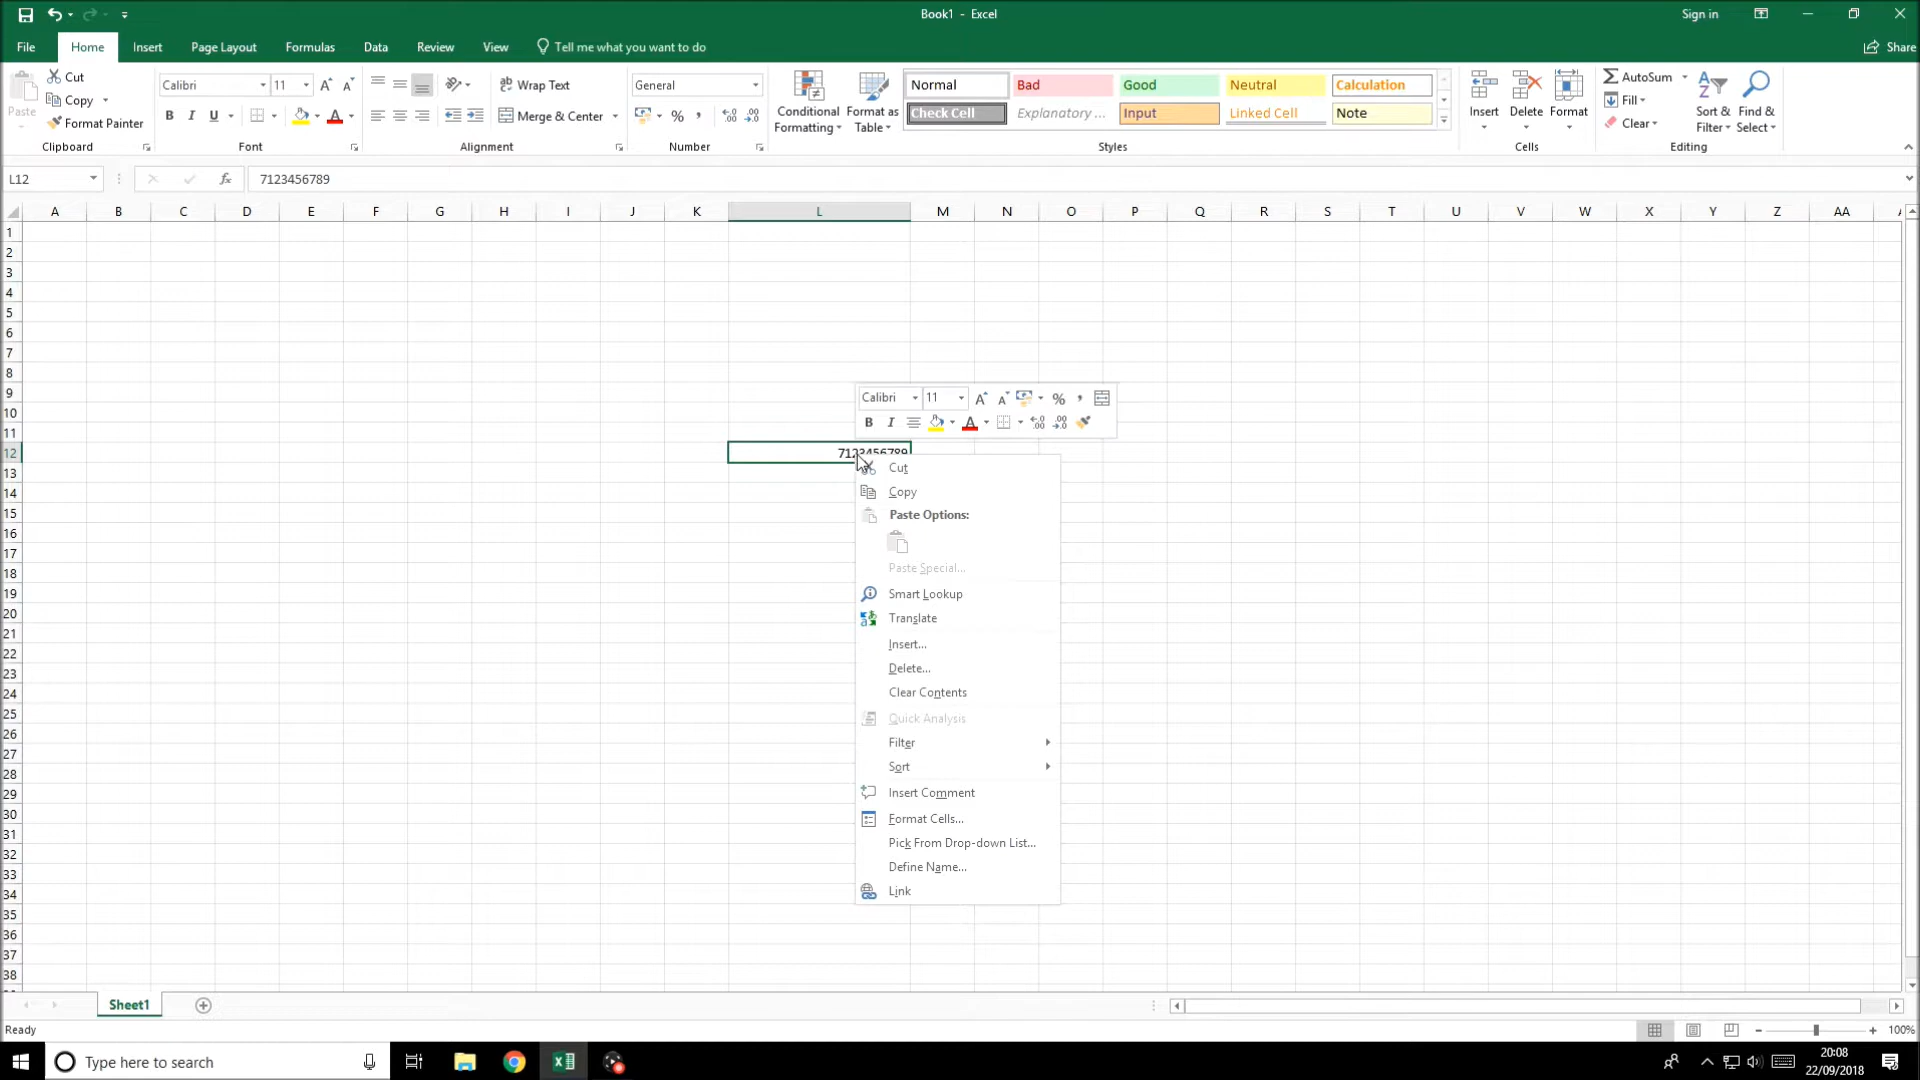 Book1 - Excel
Sign in
File Home Insert Page Layout Formulas Data Review View Tell me what you want to do Share
Cut
Copy
Format Painter
Paste
Clipboard
Calibri 11
B I U
Font
Wrap Text
Merge & Center
Alignment
General
%
Number
Conditional Formatting
Format as Table
Normal Bad Good Neutral Calculation
Check Cell Explanatory ... Input Linked Cell Note
Styles
Insert Delete Format
Cells
AutoSum
Fill
Clear
Sort & Filter
Find & Select
Editing
L12
fx
7123456789
A B C D E F G H I J K L M N O P Q R S T U V W X Y Z AA
1
2
3
4
5
6
7
8
9
10
11
12
13
14
15
16
17
18
19
20
21
22
23
24
25
26
27
28
29
30
31
32
33
34
35
36
37
38
Calibri 11 %
B I
7123456789
Cut
Copy
Paste Options:
Paste Special...
Smart Lookup
Translate
Insert...
Delete...
Clear Contents
Quick Analysis
Filter
Sort
Insert Comment
Format Cells...
Pick From Drop-down List...
Define Name...
Link
Sheet1
Ready
100%
Type here to search
20:08
22/09/2018